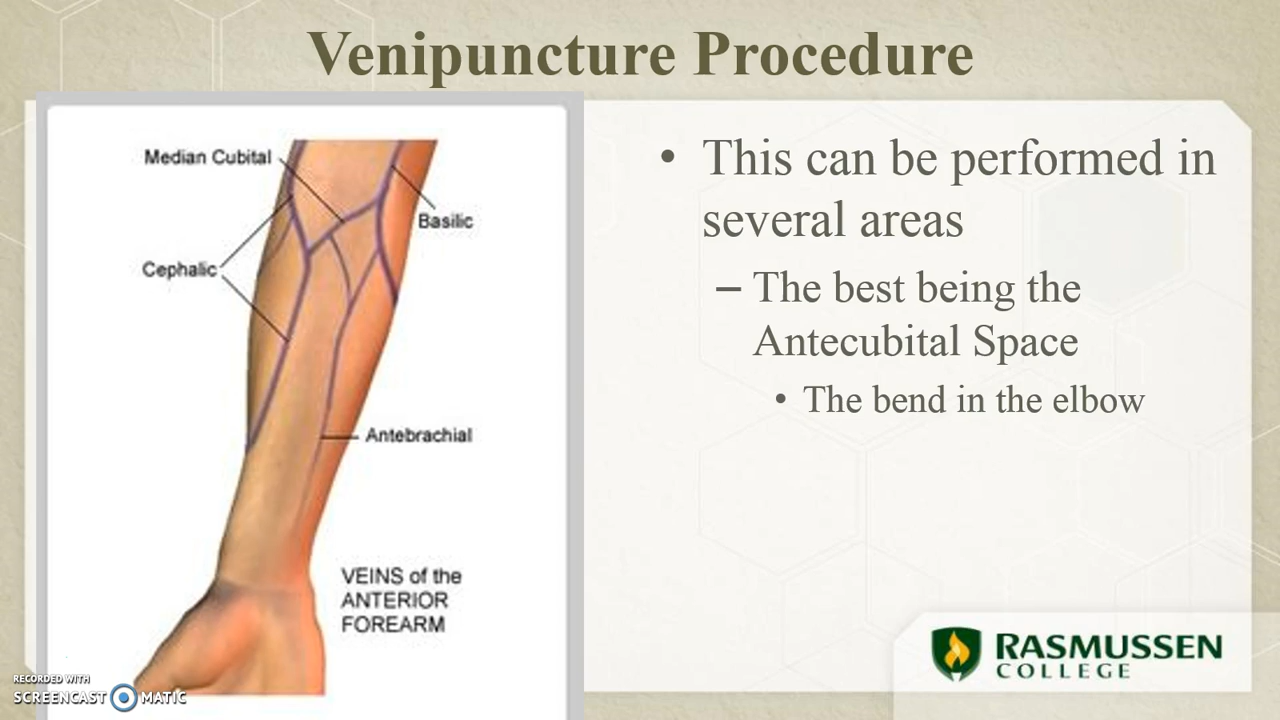 Venipuncture Procedure
Median Cubital
Basilic
Cephalic
Antebrachial
VEINS of the
ANTERIOR
FOREARM
• This can be performed in
several areas
– The best being the
Antecubital Space
• The bend in the elbow
RASMUSSEN
COLLEGE
RECORDED WITH
SCREENCAST MATIC